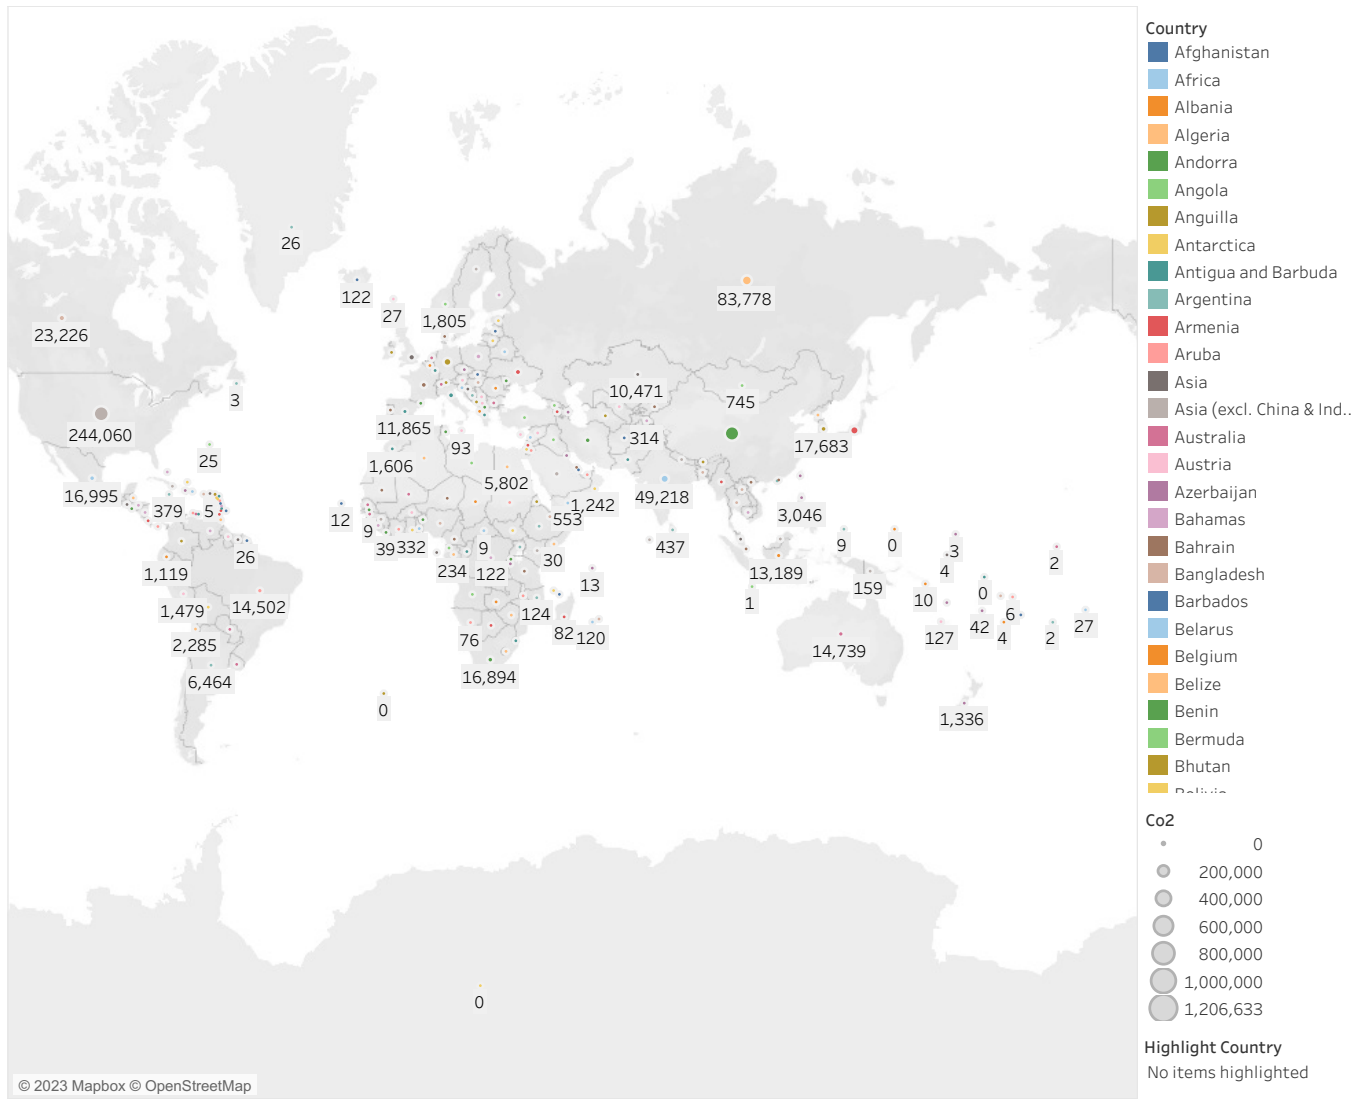 26
122
27
1,805
83,778
23,226
3
10,471
745
244,060
11,865
93
314
17,683
25
1,606
5,802
16,995
379
5
12
9
39
332
553
1,242
49,218
3,046
437
9
0
3
26
234
9
122
30
13
13,189
159
4
2
1,119
1
10
0
1,479
14,502
124
6
2,285
76
82
120
14,739
127
42
4
2
27
6,464
16,894
0
1,336
0
© 2023 Mapbox © OpenStreetMap
Country
Afghanistan
Africa
Albania
Algeria
Andorra
Angola
Anguilla
Antarctica
Antigua and Barbuda
Argentina
Armenia
Aruba
Asia
Asia (excl. China & Ind..
Australia
Austria
Azerbaijan
Bahamas
Bahrain
Bangladesh
Barbados
Belarus
Belgium
Belize
Benin
Bermuda
Bhutan
Co2
0
200,000
400,000
600,000
800,000
1,000,000
1,206,633
Highlight Country
No items highlighted